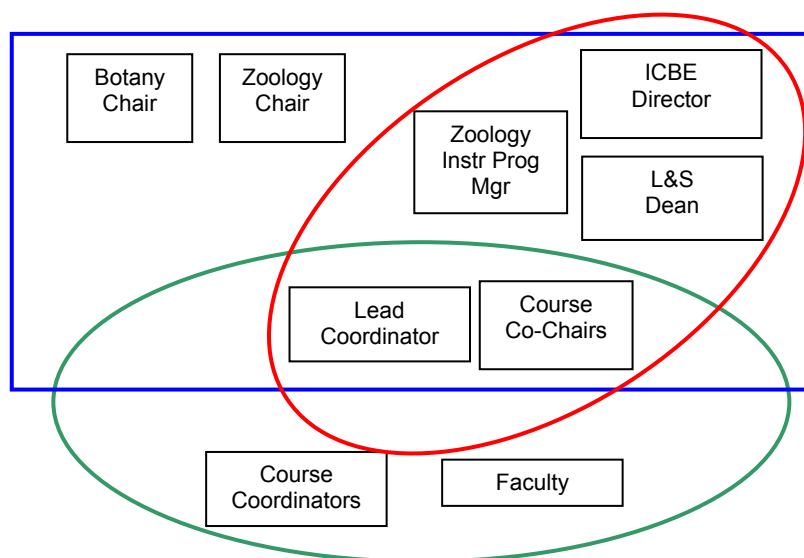 Botany
Chair
Zoology
Chair
ICBE
Director
Zoology
Instr Prog
Mgr
L&S
Dean
Lead
Coordinator
Course
Co-Chairs
Course
Coordinators
Faculty